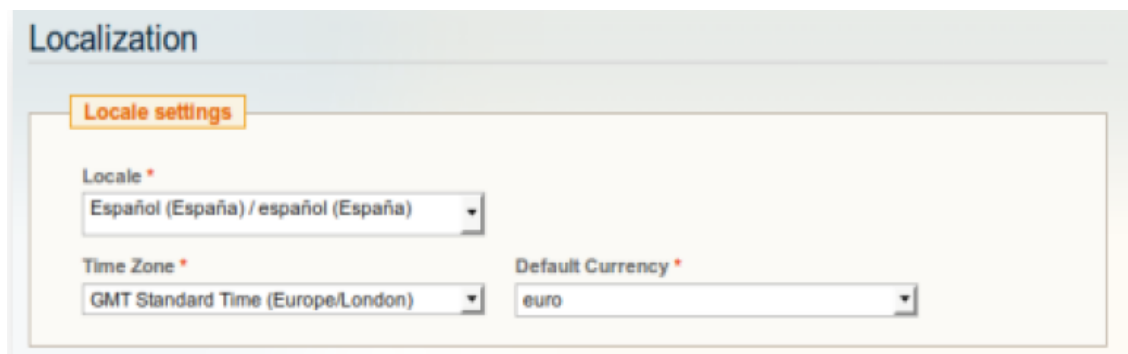 Localization
Locale settings
Locale *
Español (España) / español (España)
Time Zone * Default Currency *
GMT Standard Time (Europe/London) euro